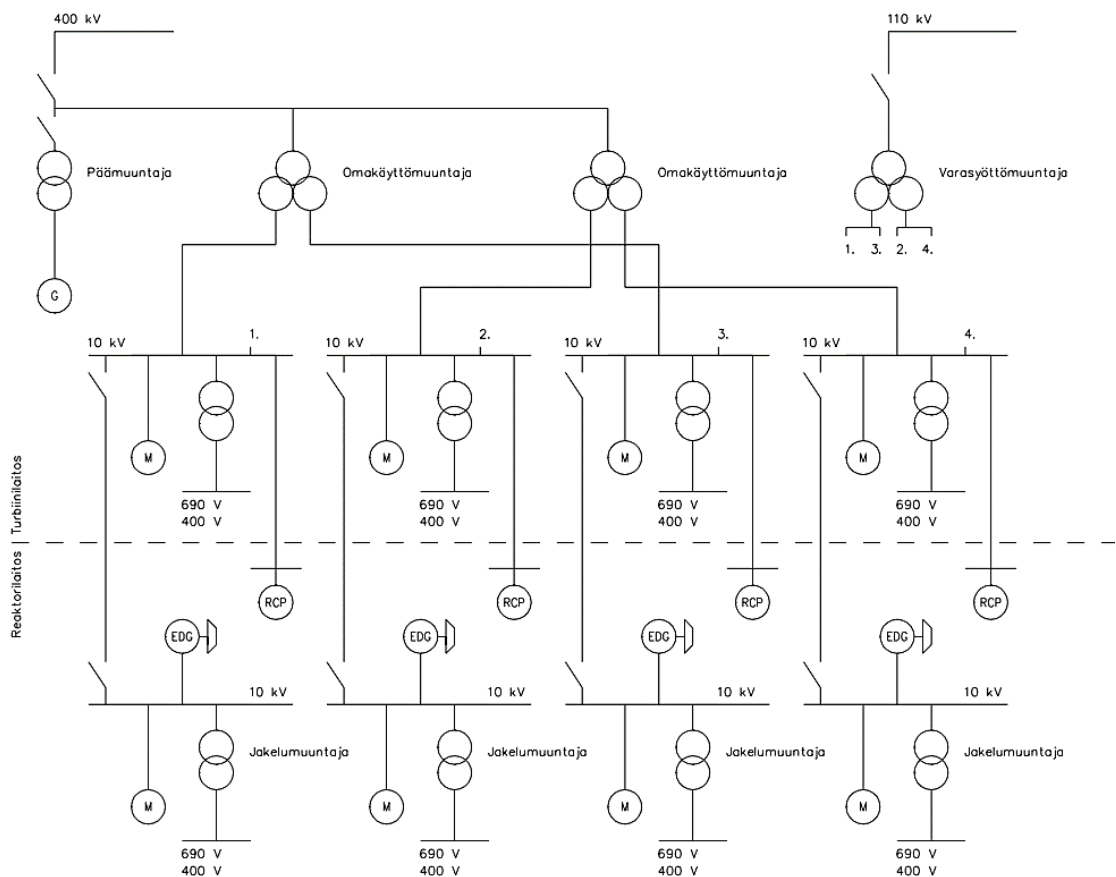 400 kV
110 kV
Päämuuntaja
Omakäyttömuuntaja
Omakäyttömuuntaja
Varasyöttömuuntaja
1. 3. 2. 4.
G
10 kV
1.
10 kV
2.
10 kV
3.
10 kV
4.
M
M
M
M
690 V
400 V
690 V
400 V
690 V
400 V
690 V
400 V
Reaktorilaitos | Turbiinilaitos
RCP
RCP
RCP
RCP
EDG
EDG
EDG
EDG
10 kV
10 kV
10 kV
10 kV
Jakelumuuntaja
Jakelumuuntaja
Jakelumuuntaja
Jakelumuuntaja
M
M
M
M
690 V
400 V
690 V
400 V
690 V
400 V
690 V
400 V